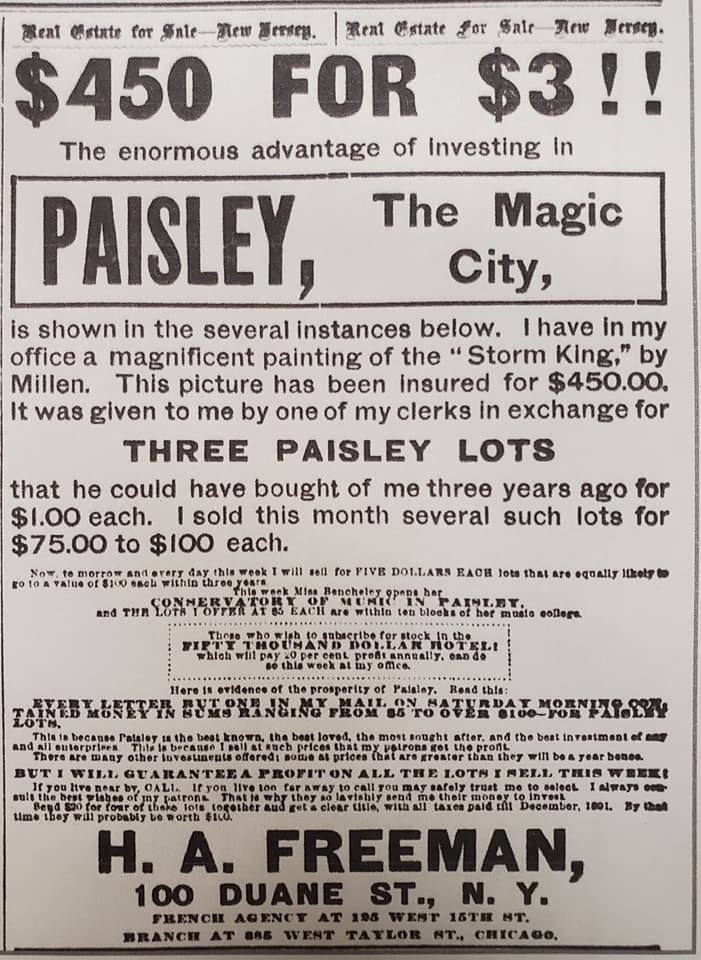 Real Estate for Sale—New Jersey.
Real Estate For Sale—New Jersey.
$450 FOR $3!!
The enormous advantage of investing in
PAISLEY, The Magic City,
is shown in the several instances below. I have in my
office a magnificent painting of the "Storm King," by
Millen. This picture has been insured for $450.00.
It was given to me by one of my clerks in exchange for
THREE PAISLEY LOTS
that he could have bought of me three years ago for
$1.00 each. I sold this month several such lots for
$75.00 to $100 each.
Now, to morrow and every day this week I will sell for FIVE DOLLARS EACH lots that are equally likely to
go to a value of $100 each within three years.
This week Miss Bencheley opens her
CONSERVATORY OF MUSIC IN PAISLEY,
and THE LOTS I OFFER AT $5 EACH are within ten blocks of her music college.
Those who wish to subscribe for stock in the
FIFTY THOUSAND DOLLAR HOTEL!
which will pay per cent. profit annually, can do
so this week at my office.
Here is evidence of the prosperity of Paisley. Read this:
EVERY LETTER BUT ONE IN MY MAIL ON SATURDAY MORNING CON-
TAINED MONEY IN SUMS RANGING FROM $5 TO OVER $100—FOR PAISLEY
LOTS.
This is because Paisley is the best known, the best loved, the most sought after, and the best investment of any
and all enterprises. This is because I sell at such prices that my patrons get the profit.
There are many other investments offered; some at prices that are greater than they will be a year hence.
BUT I WILL GUARANTEE A PROFIT ON ALL THE LOTS I SELL THIS WEEK!
If you live near by, CALL. If you live too far away to call you may safely trust me to select. I always con-
sult the best wishes of my patrons. That is why they so lavishly send me their money to invest.
Send $20 for four of these lots together and get a clear title, with all taxes paid till December, 1891. By that
time they will probably be worth
H. A. FREEMAN,
100 DUANE ST., N. Y.
FRENCH AGENCY AT 125 WEST 15TH ST.
BRANCH AT WEST TAYLOR ST., CHICAGO.